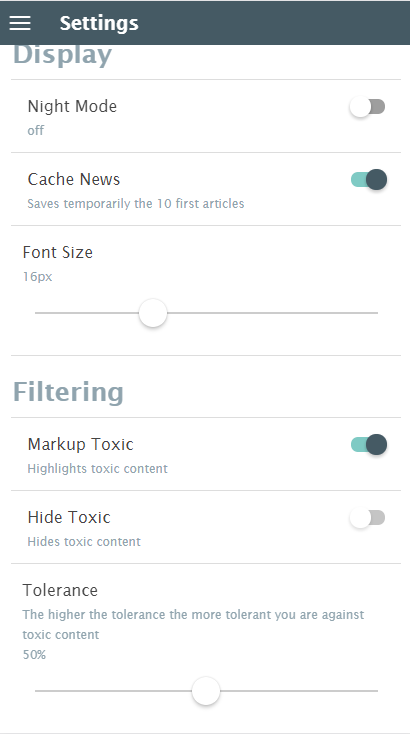 Settings
Display
Night Mode
off
Cache News
Saves temporarily the 10 first articles
Font Size
16px
Filtering
Markup Toxic
Highlights toxic content
Hide Toxic
Hides toxic content
Tolerance
The higher the tolerance the more tolerant you are against
toxic content
50%